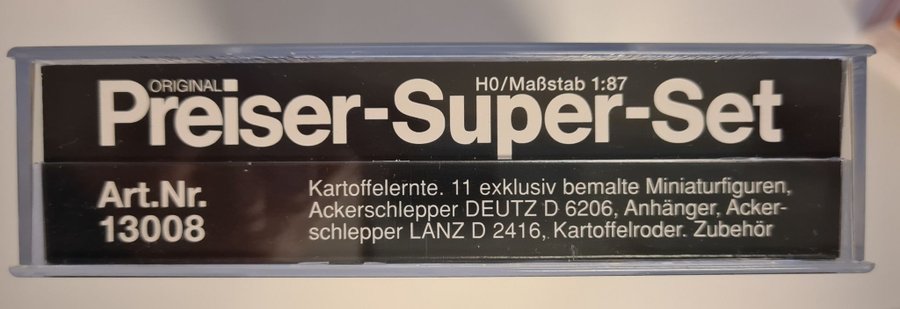 ORIGINAL H0/Maßstab 1:87
Preiser-Super-Set
Art.Nr.
13008
Kartoffelernte. 11 exklusiv bemalte Miniaturfiguren,
Ackerschlepper DEUTZ D 6206, Anhänger, Acker-
schlepper LANZ D 2416, Kartoffelroder. Zubehör